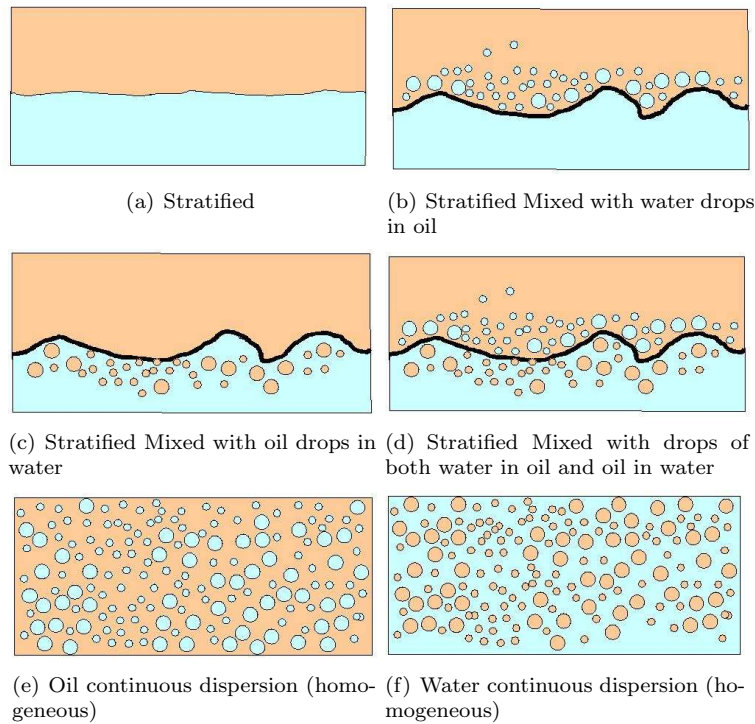 (a) Stratified
(b) Stratified Mixed with water drops
in oil
(c) Stratified Mixed with oil drops in
water
(d) Stratified Mixed with drops of
both water in oil and oil in water
(e) Oil continuous dispersion (homo-
geneous)
(f) Water continuous dispersion (ho-
mogeneous)